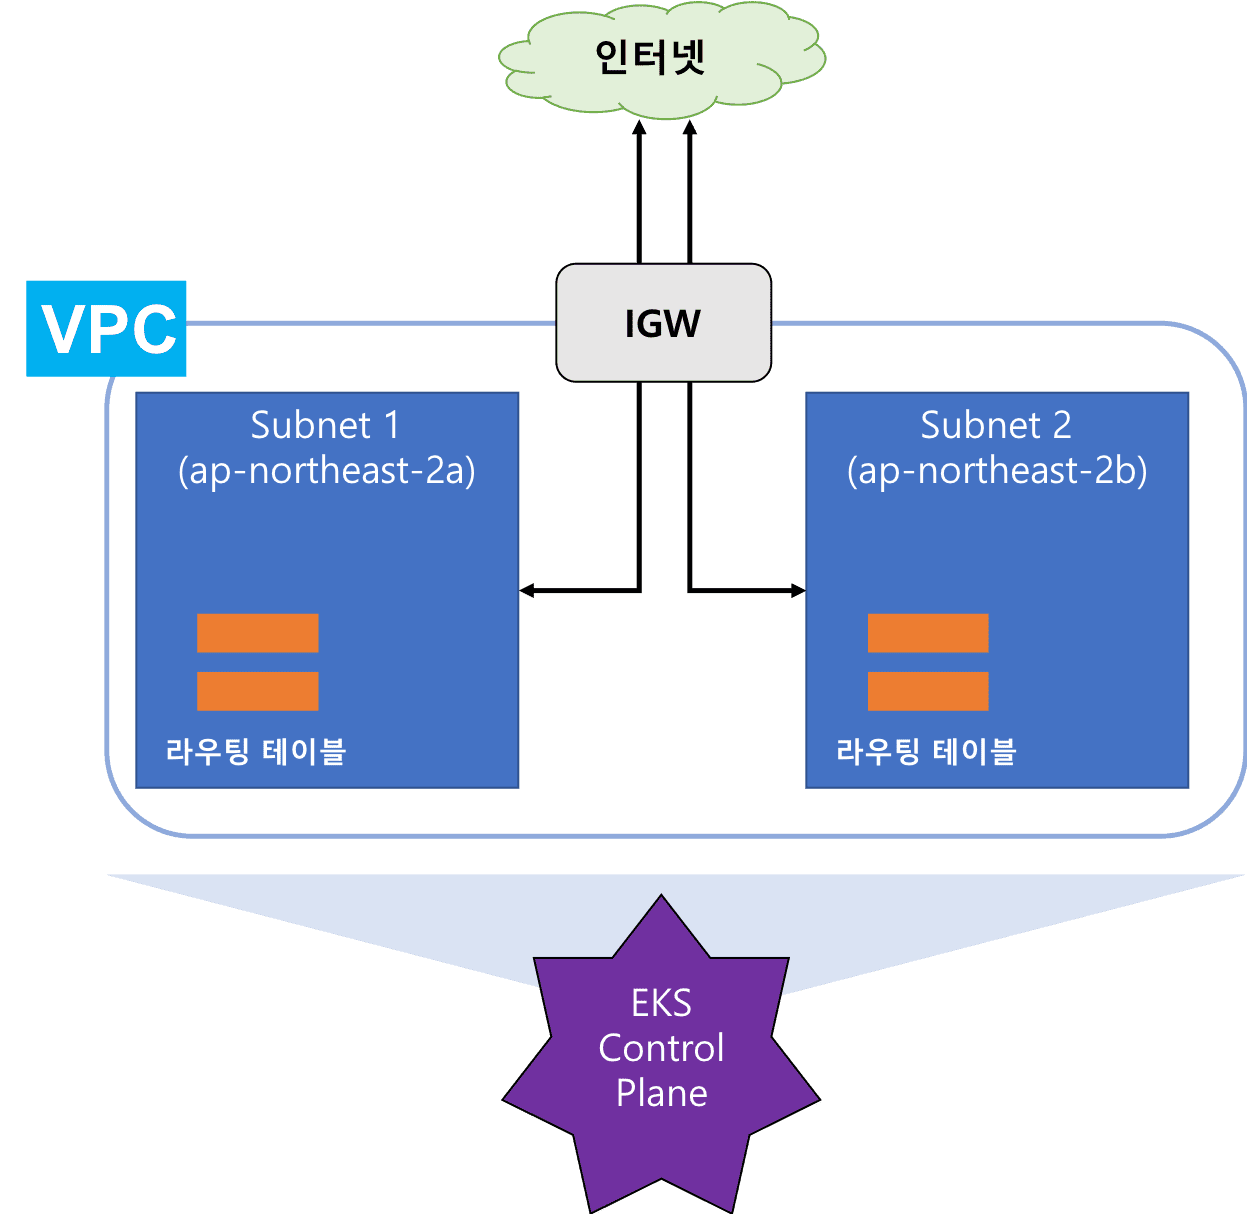 인터넷
IGW
VPC
Subnet 1
(ap-northeast-2a)
라우팅 테이블
Subnet 2
(ap-northeast-2b)
라우팅 테이블
EKS
Control
Plane